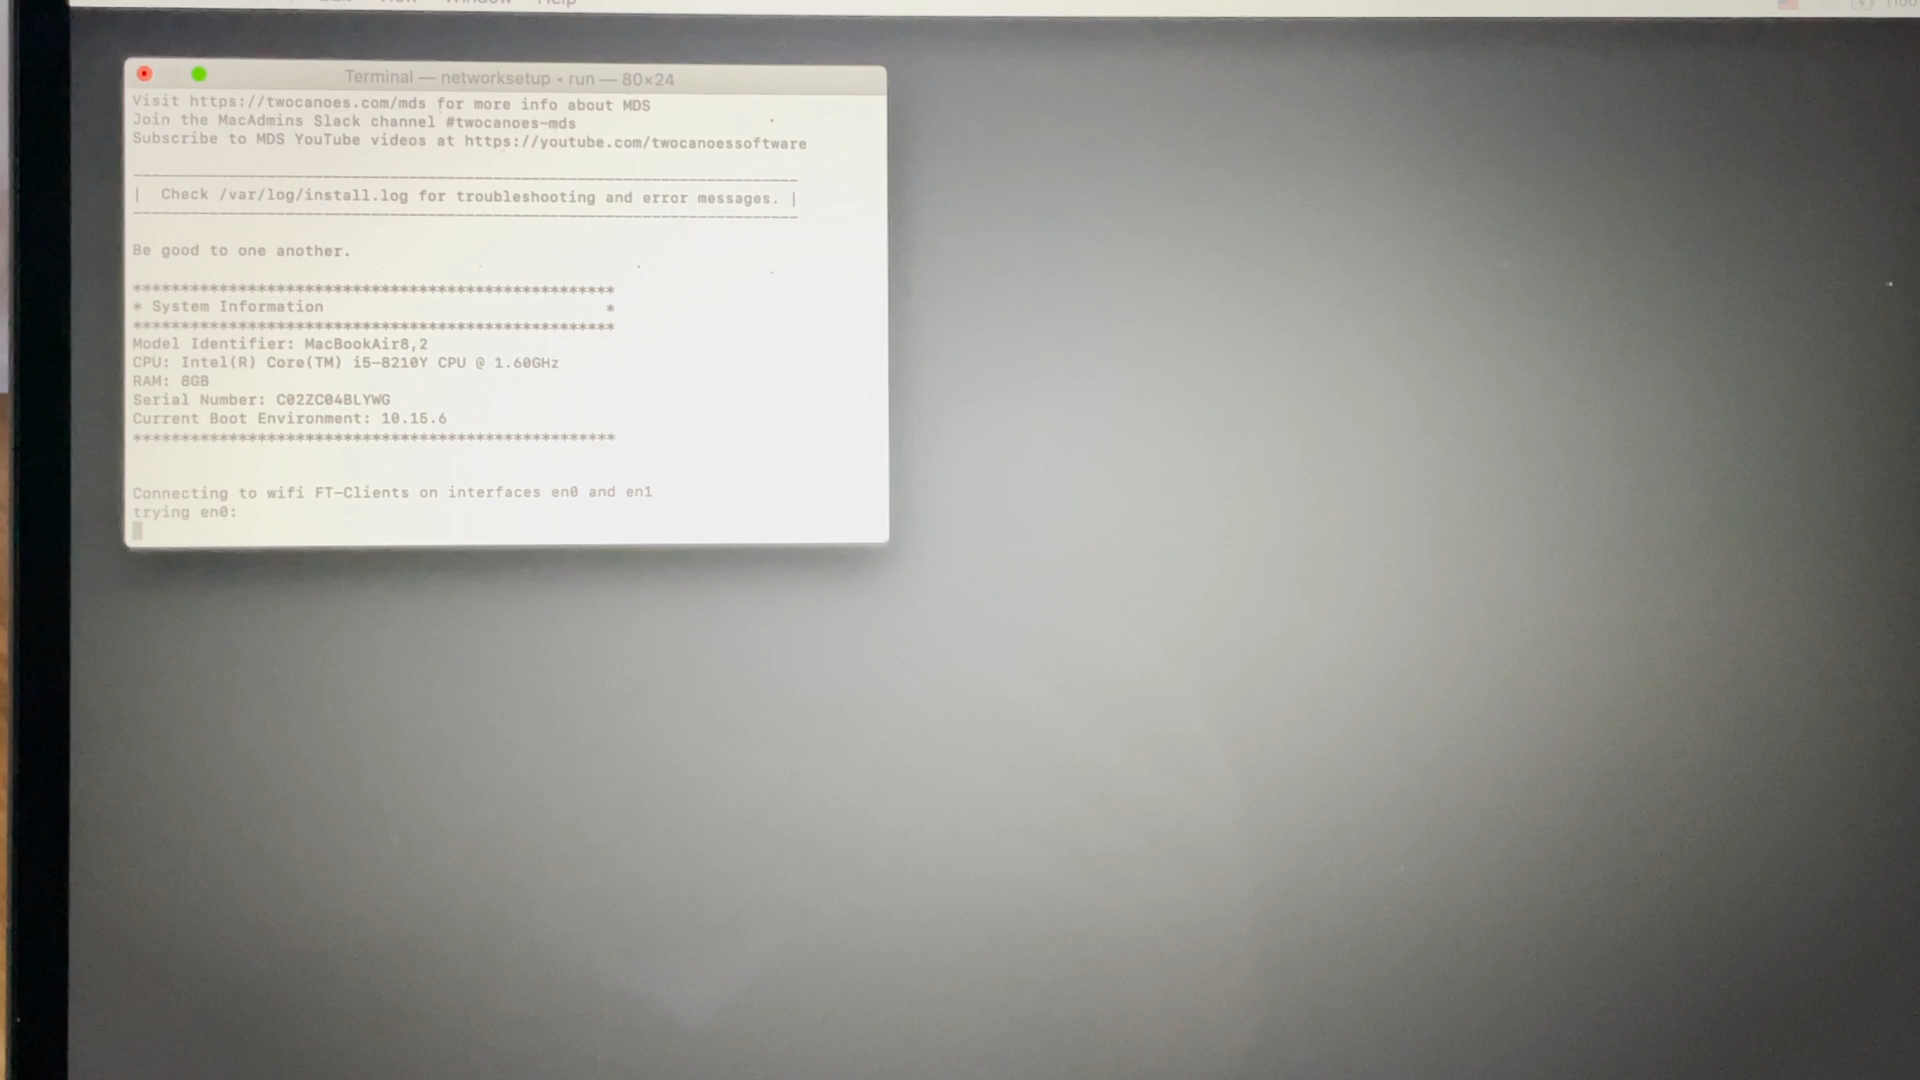 View Window Help
Terminal — networksetup • run — 80×24
Visit https://twocanoes.com/mds for more info about MDS
Join the MacAdmins Slack channel #twocanoes-mds
Subscribe to MDS YouTube videos at https://youtube.com/twocanoessoftware
| Check /var/log/install.log for troubleshooting and error messages. |
Be good to one another.
***************************************************
* System Information *
***************************************************
Model Identifier: MacBookAir8,2
CPU: Intel(R) Core(TM) i5-8210Y CPU @ 1.60GHz
RAM: 8GB
Serial Number: C02ZC04BLYWG
Current Boot Environment: 10.15.6
***************************************************
Connecting to wifi FT-Clients on interfaces en0 and en1
trying en0: